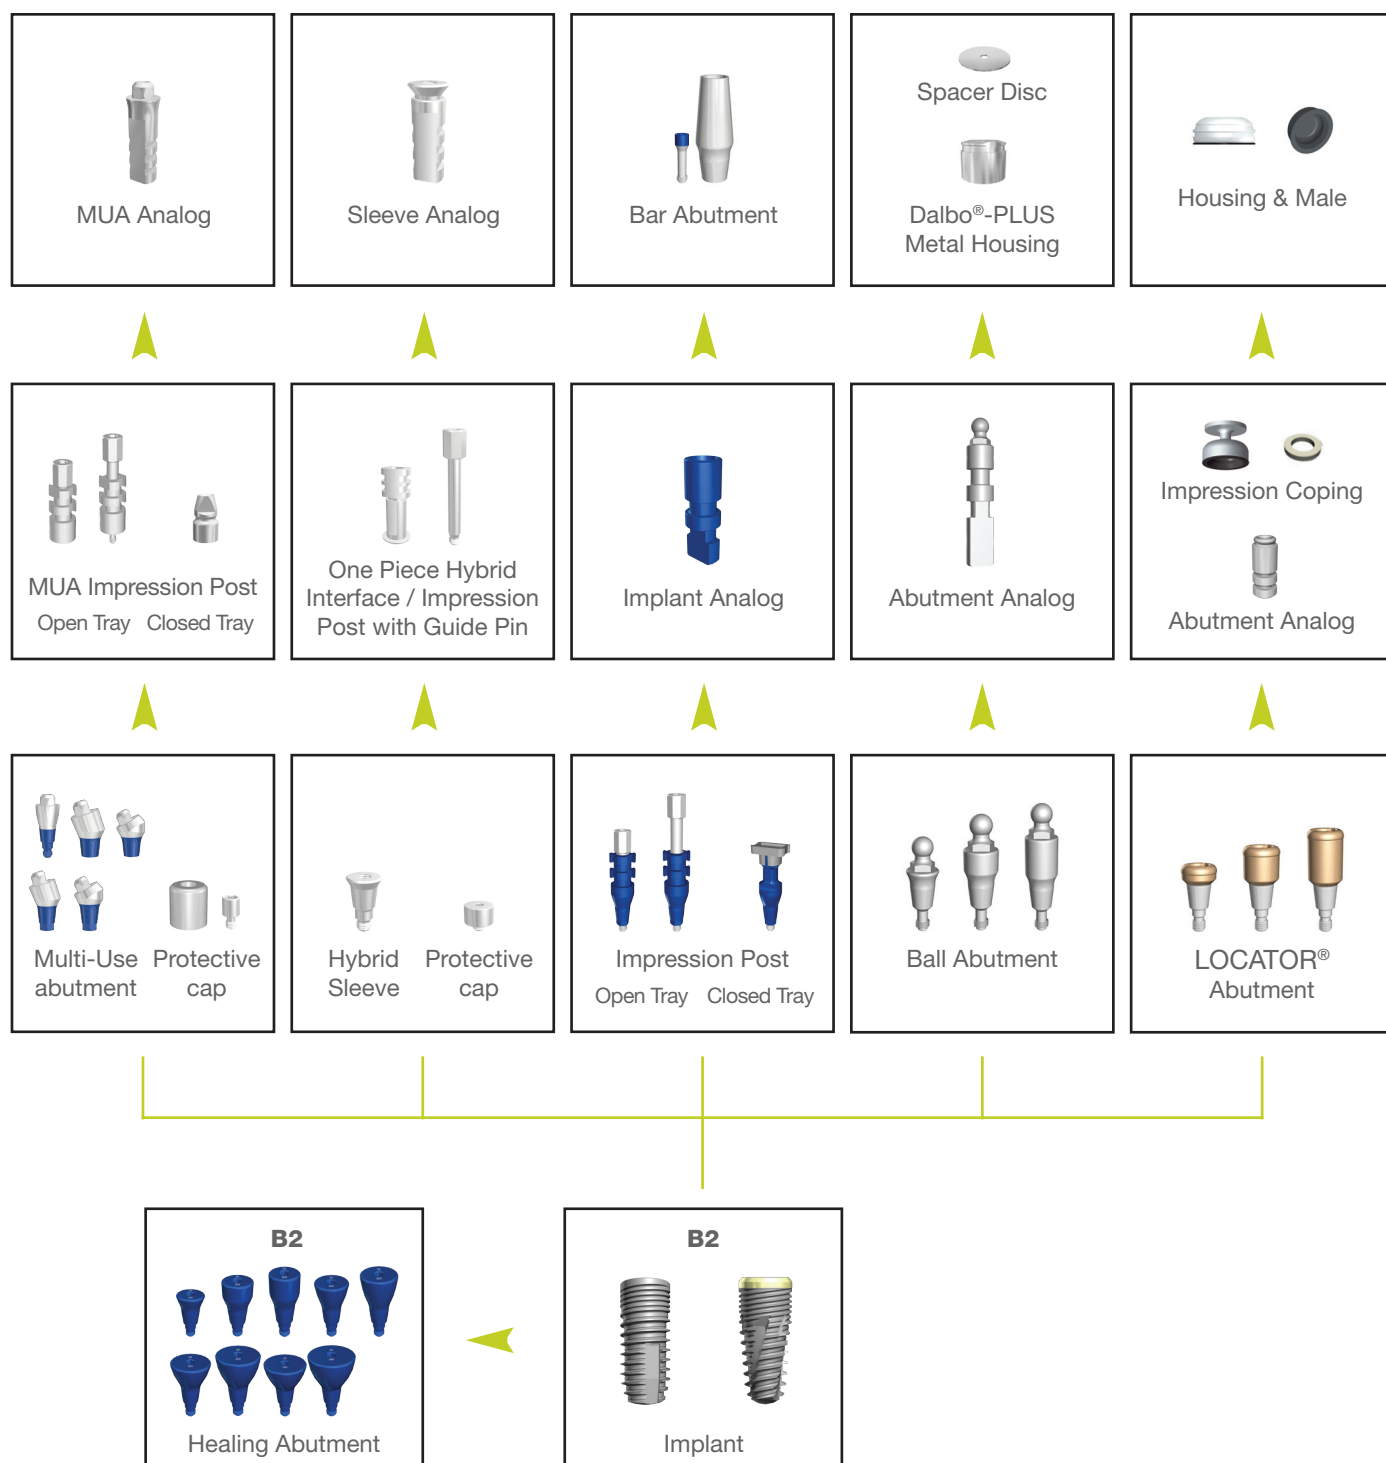 MUA Analog
Sleeve Analog
Bar Abutment
Spacer Disc
Dalbo®-PLUS
Metal Housing
Housing & Male
MUA Impression Post
Open Tray Closed Tray
One Piece Hybrid
Interface / Impression
Post with Guide Pin
Implant Analog
Abutment Analog
Impression Coping
Abutment Analog
Multi-Use
abutment
Protective
cap
Hybrid
Sleeve
Protective
cap
Impression Post
Open Tray Closed Tray
Ball Abutment
LOCATOR®
Abutment
B2
Healing Abutment
B2
Implant